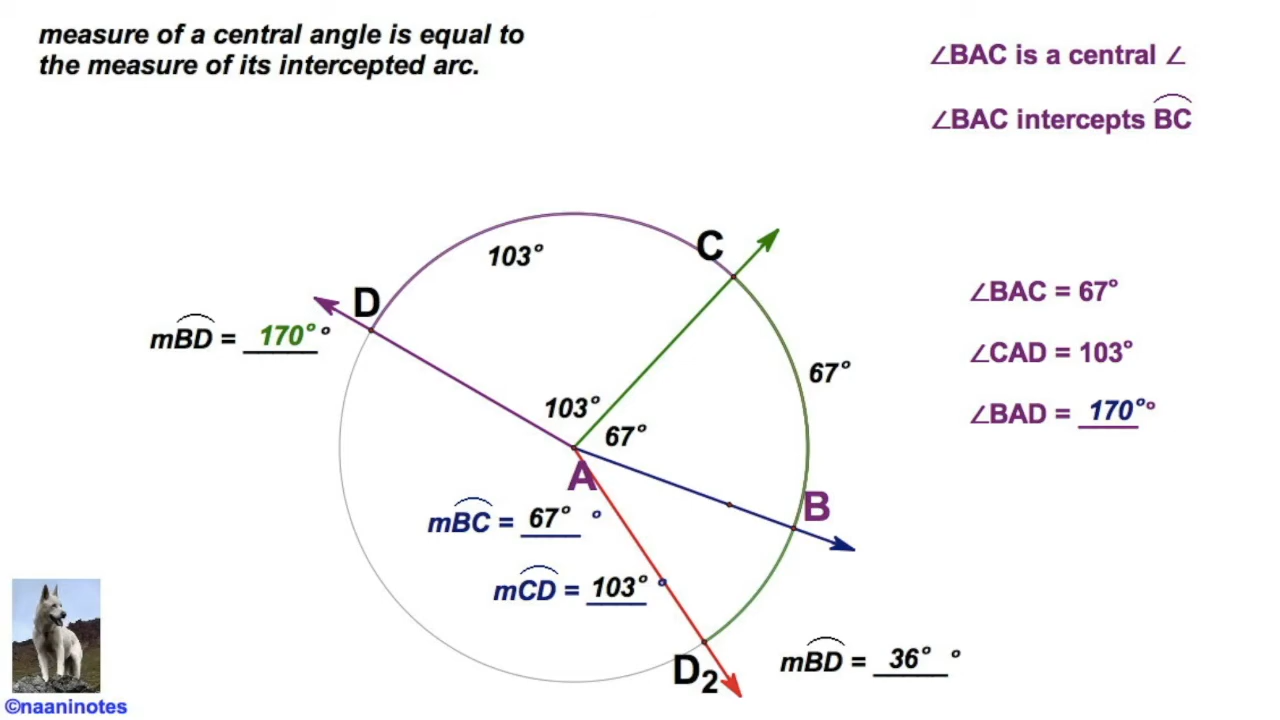 measure of a central angle is equal to
the measure of its intercepted arc.
∠BAC is a central ∠
∠BAC intercepts BC
C
103°
D
∠BAC = 67°
mBD = 170° °
∠CAD = 103°
67°
103°
∠BAD = 170° °
67°
A
B
mBC = 67° °
mCD = 103° °
mBD = 36° °
D2
©naaninotes